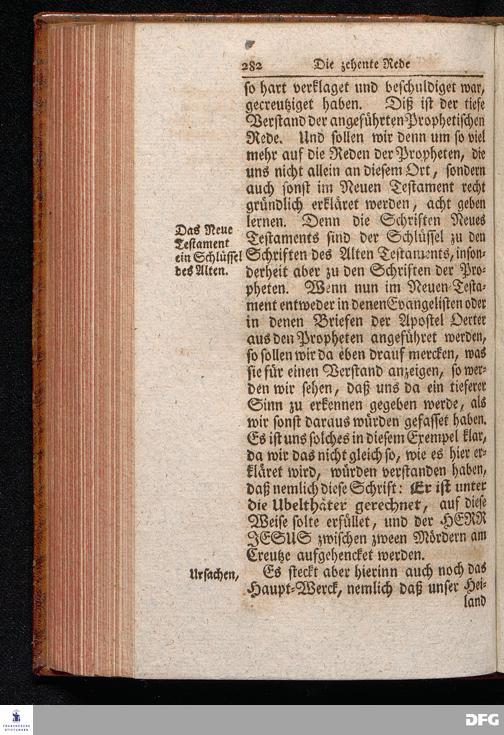 282 Die zehente Rede
so hart verklaget und beschuldiget war,
gecreutziget haben. Diß ist der tiefe
Verstand der angeführten Prophetischen
Rede. Und sollen wir denn um so viel
mehr auf die Reden der Propheten, die
uns nicht allein an diesem Ort, sondern
auch sonst im Neuen Testament recht
gründlich erkläret werden, acht geben
lernen. Denn die Schriften Neues
Testaments sind der Schlüssel zu den
Schriften des Alten Testaments, inson-
derheit aber zu den Schriften der Pro-
pheten. Wenn nun im Neuen Testa-
ment entweder in denen Evangelisten oder
in denen Briefen der Apostel Oerter
aus den Propheten angeführet werden,
so sollen wir da eben drauf mercken, was
sie für einen Verstand anzeigen, so wer-
den wir sehen, daß uns da ein tieferer
Sinn zu erkennen gegeben werde, als
wir sonst daraus würden gefasset haben.
Es ist uns solches in diesem Exempel klar,
da wir das nicht gleich so, wie es hier er-
kläret wird, würden verstanden haben,
daß nemlich diese Schrift: Er ist unter
die Ubelthäter gerechnet, auf diese
Weise solte erfüllet, und der HERR
JESUS zwischen zween Mördern am
Creutze aufgehencket werden.
Es steckt aber hierinn auch noch das
Haupt-Werck, nemlich daß unser Hei-
land
Das Neue
Testament
ein Schlüssel
des Alten.
Ursachen,
FRANCKESCHE
STIFTUNGEN
DFG